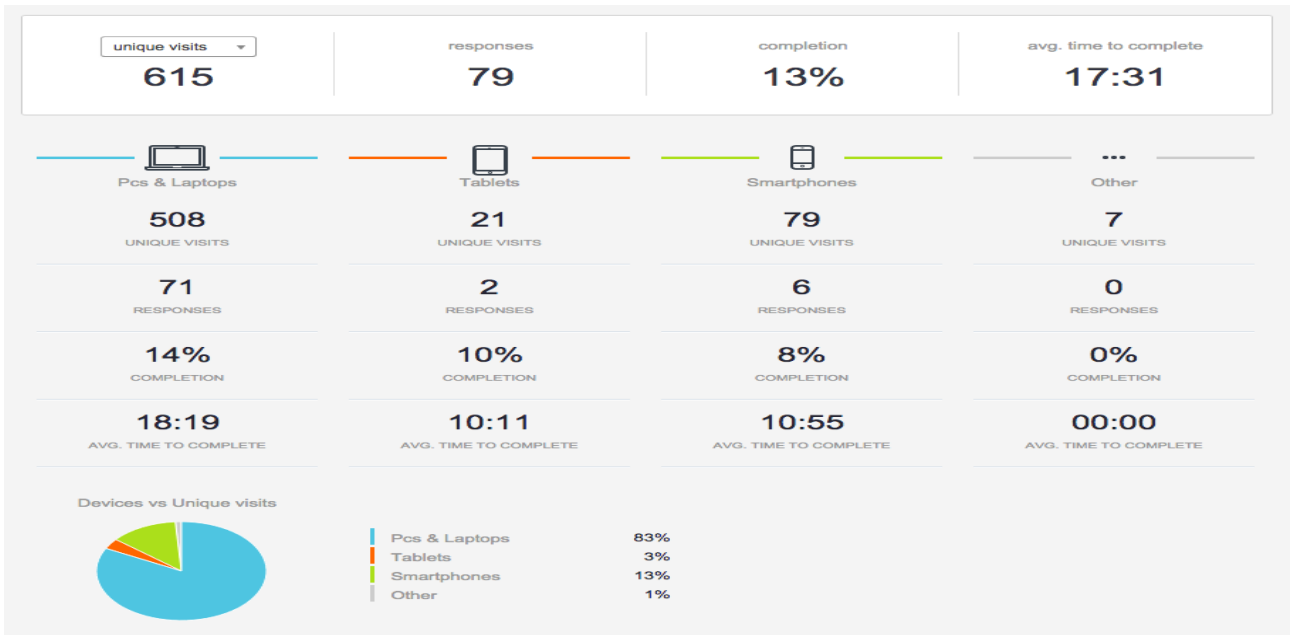 unique visits responses completion avg. time to complete
615 79 13% 17:31
Pcs & Laptops Tablets Smartphones Other
508 21 79 7
UNIQUE VISITS UNIQUE VISITS UNIQUE VISITS UNIQUE VISITS
71 2 6 0
RESPONSES RESPONSES RESPONSES RESPONSES
14% 10% 8% 0%
COMPLETION COMPLETION COMPLETION COMPLETION
18:19 10:11 10:55 00:00
AVG. TIME TO COMPLETE AVG. TIME TO COMPLETE AVG. TIME TO COMPLETE AVG. TIME TO COMPLETE
Devices vs Unique visits
Pcs & Laptops 83%
Tablets 3%
Smartphones 13%
Other 1%